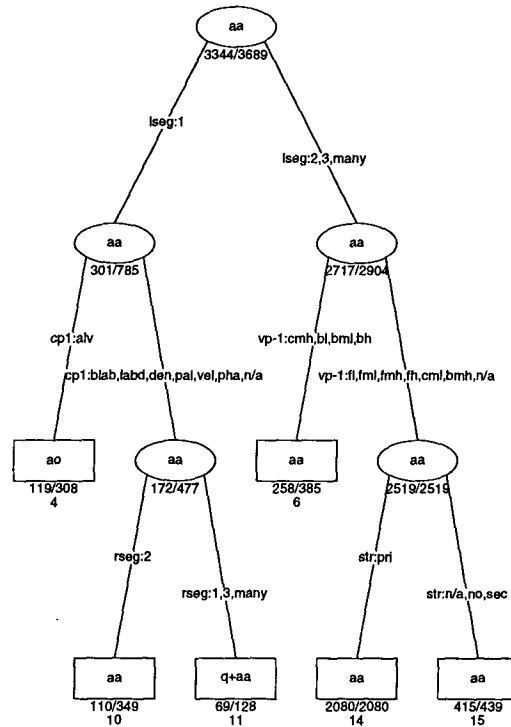 aa
3344/3689
lseg:1
lseg:2,3,many
aa
301/785
aa
2717/2904
cp1:alv
cp1:blab,labd,den,pal,vel,pha,n/a
vp-1:cmh,bl,bml,bh
vp-1:fl,fml,fmh,fh,cml,bmh,n/a
ao
119/308
4
aa
172/477
aa
258/385
6
aa
2519/2519
rseg:2
rseg:1,3,many
str:pri
str:n/a,no,sec
aa
110/349
10
q+aa
69/128
11
aa
2080/2080
14
aa
415/439
15